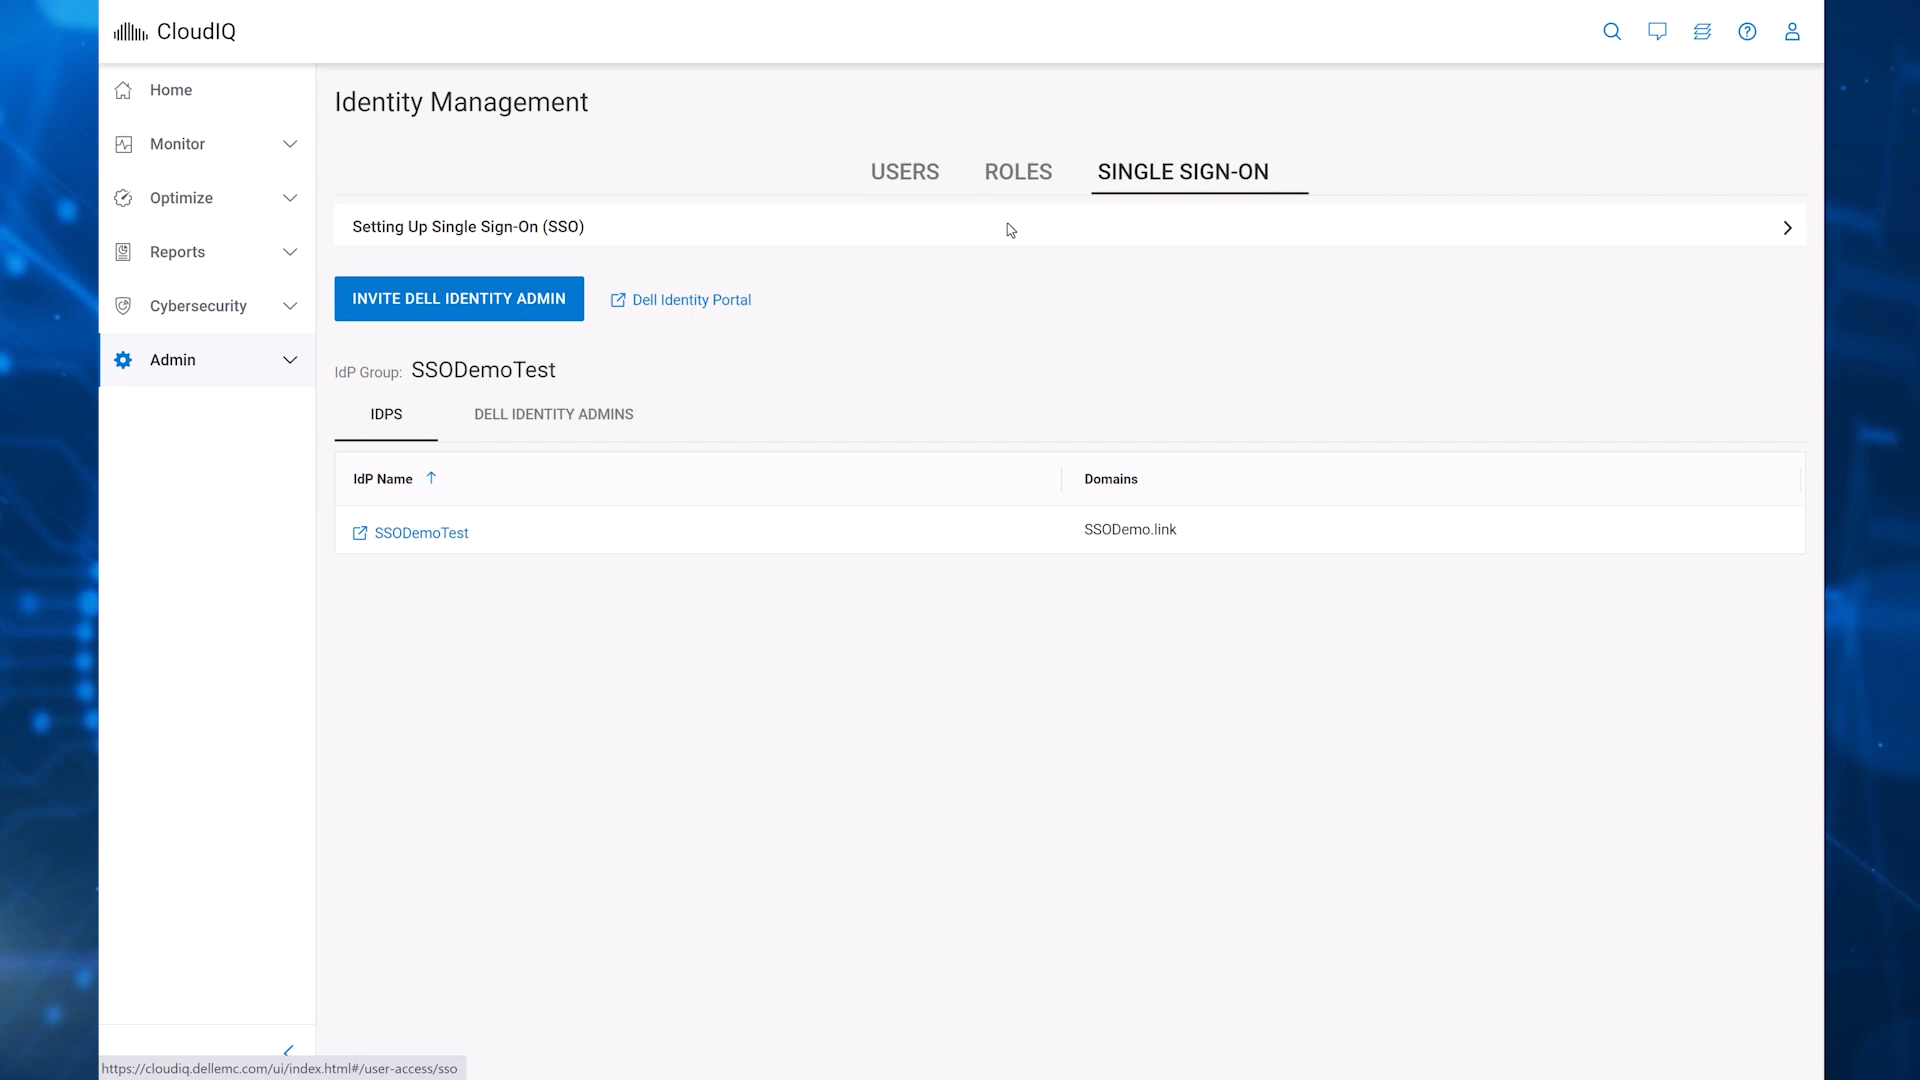 CloudIQ
Home
Monitor
Optimize
Reports
Cybersecurity
Admin
Identity Management
USERS
ROLES
SINGLE SIGN-ON
Setting Up Single Sign-On (SSO)
INVITE DELL IDENTITY ADMIN
Dell Identity Portal
IdP Group: SSODemoTest
IDPS
DELL IDENTITY ADMINS
IdP Name
Domains
SSODemoTest
SSODemo.link
https://cloudiq.dellemc.com/ui/index.html#/user-access/sso